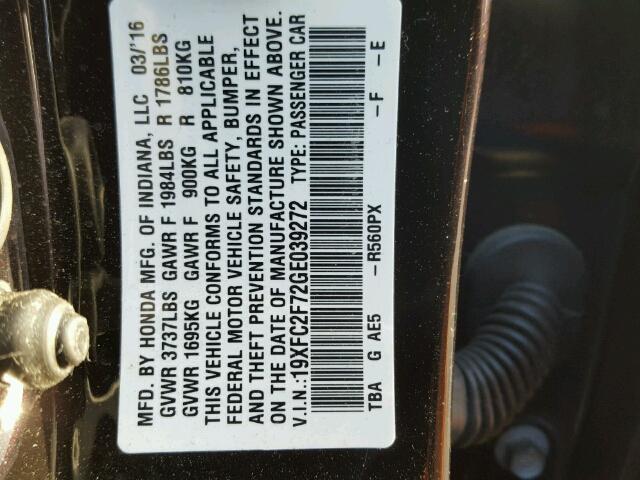 MFD. BY HONDA MFG. OF INDIANA, LLC 03/'16
GVWR 3737LBS GAWR F 1984LBS R 1786LBS
GVWR 1695KG GAWR F 900KG R 810KG
THIS VEHICLE CONFORMS TO ALL APPLICABLE
FEDERAL MOTOR VEHICLE SAFETY, BUMPER,
AND THEFT PREVENTION STANDARDS IN EFFECT
ON THE DATE OF MANUFACTURE SHOWN ABOVE.
V.I.N.:19XFC2F72GE039272 TYPE: PASSENGER CAR
TBA G AE5 -R560PX -F -E